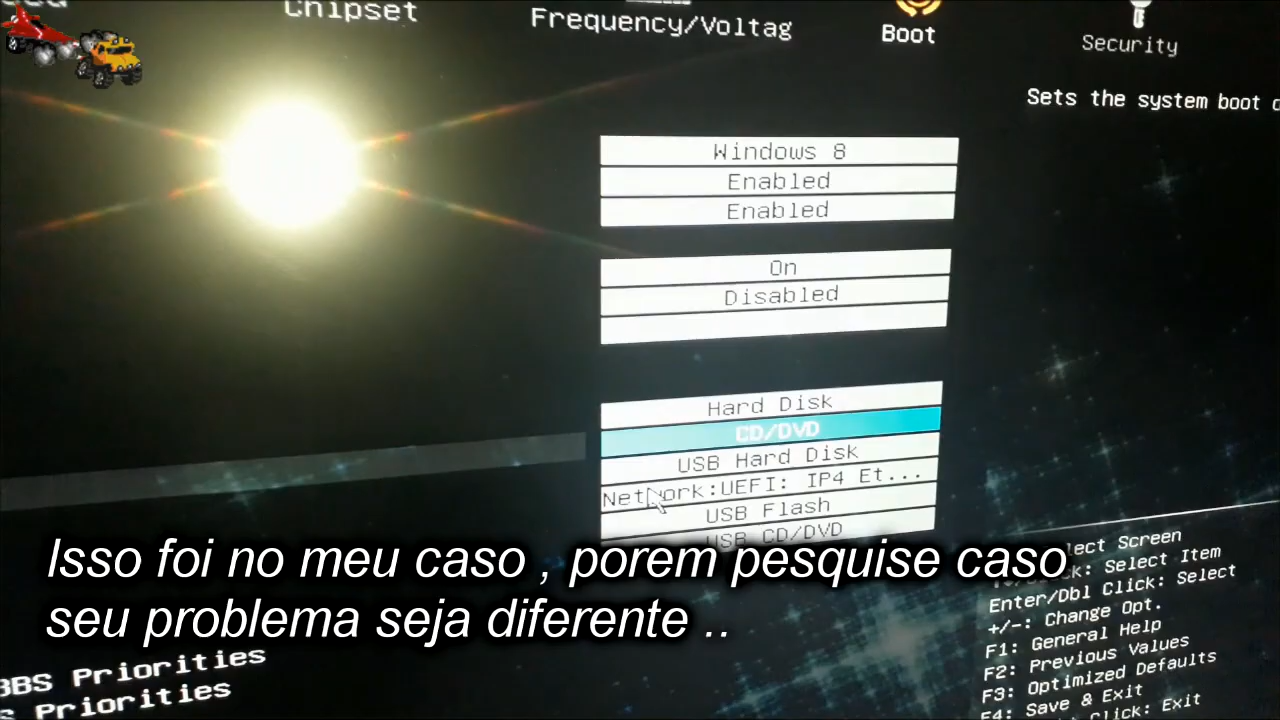 Chipset
Frequency/Voltag
Boot
Security
Sets the system boot
Windows 8
Enabled
Enabled
On
Disabled
Hard Disk
CD/DVD
USB Hard Disk
Network:UEFI: IP4 Et...
USB Flash
USB CD/DVD
Isso foi no meu caso , porem pesquise caso
seu problema seja diferente ..
lect Screen
Click: Select Item
Enter/Dbl Click: Select
+/-: Change Opt.
F1: General Help
F2: Previous Values
F3: Optimized Defaults
F4: Save & Exit
Click: Exit
BBS Priorities
S Priorities